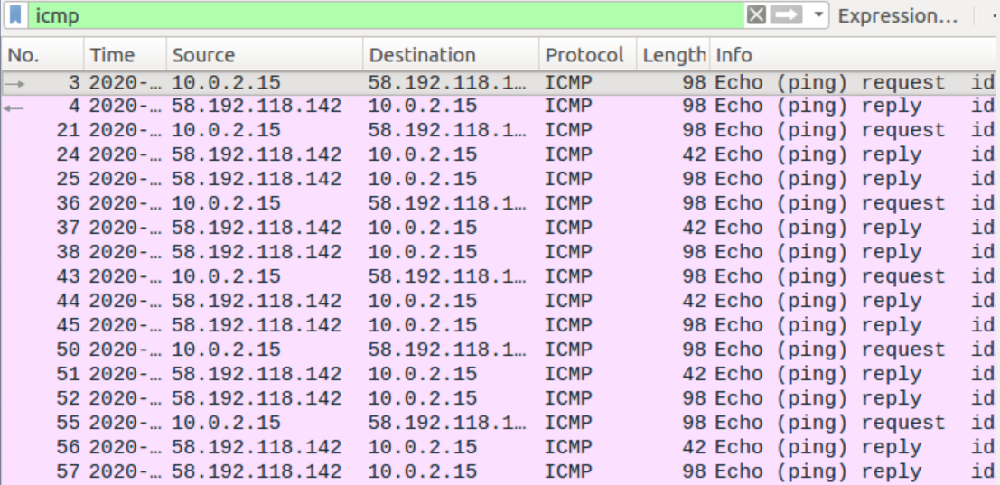 icmp Expression…
No. Time Source Destination Protocol Length Info
3 2020-… 10.0.2.15 58.192.118.1… ICMP 98 Echo (ping) request id
4 2020-… 58.192.118.142 10.0.2.15 ICMP 98 Echo (ping) reply id
21 2020-… 10.0.2.15 58.192.118.1… ICMP 98 Echo (ping) request id
24 2020-… 58.192.118.142 10.0.2.15 ICMP 42 Echo (ping) reply id
25 2020-… 58.192.118.142 10.0.2.15 ICMP 98 Echo (ping) reply id
36 2020-… 10.0.2.15 58.192.118.1… ICMP 98 Echo (ping) request id
37 2020-… 58.192.118.142 10.0.2.15 ICMP 42 Echo (ping) reply id
38 2020-… 58.192.118.142 10.0.2.15 ICMP 98 Echo (ping) reply id
43 2020-… 10.0.2.15 58.192.118.1… ICMP 98 Echo (ping) request id
44 2020-… 58.192.118.142 10.0.2.15 ICMP 42 Echo (ping) reply id
45 2020-… 58.192.118.142 10.0.2.15 ICMP 98 Echo (ping) reply id
50 2020-… 10.0.2.15 58.192.118.1… ICMP 98 Echo (ping) request id
51 2020-… 58.192.118.142 10.0.2.15 ICMP 42 Echo (ping) reply id
52 2020-… 58.192.118.142 10.0.2.15 ICMP 98 Echo (ping) reply id
55 2020-… 10.0.2.15 58.192.118.1… ICMP 98 Echo (ping) request id
56 2020-… 58.192.118.142 10.0.2.15 ICMP 42 Echo (ping) reply id
57 2020-… 58.192.118.142 10.0.2.15 ICMP 98 Echo (ping) reply id